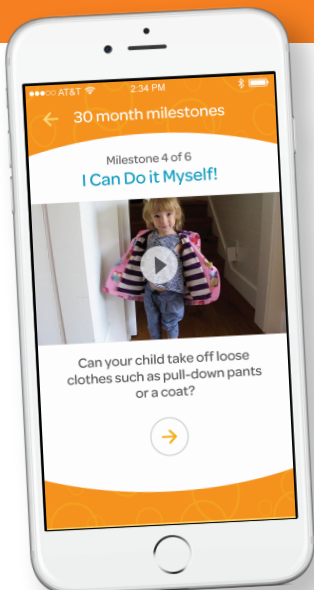 AT&T 2:34 PM
30 month milestones
Milestone 4 of 6
I Can Do it Myself!
Can your child take off loose
clothes such as pull-down pants
or a coat?